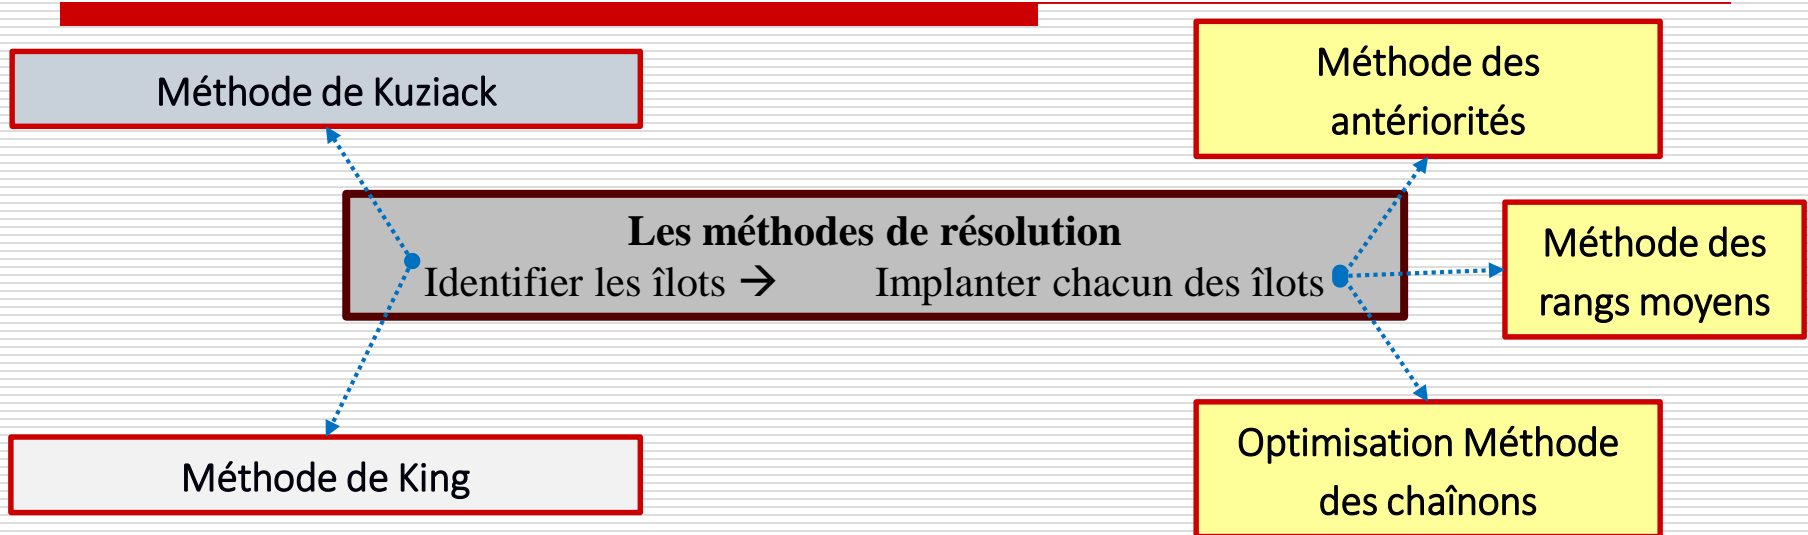 Méthode de Kuziack
Méthode des
antériorités
Les méthodes de résolution
Identifier les îlots → Implanter chacun des îlots
Méthode des
rangs moyens
Méthode de King
Optimisation Méthode
des chaînons